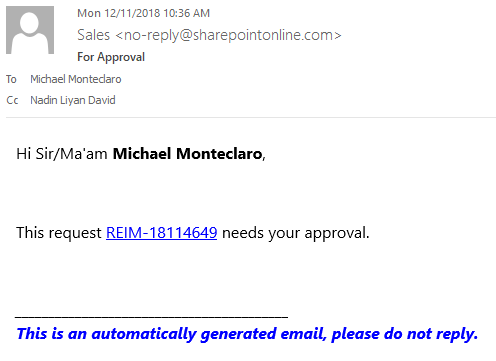 Mon 12/11/2018 10:36 AM
Sales <no-reply@sharepointonline.com>
For Approval
To Michael Monteclaro
Cc Nadin Liyan David
Hi Sir/Ma'am Michael Monteclaro,
This request REIM-18114649 needs your approval.
This is an automatically generated email, please do not reply.